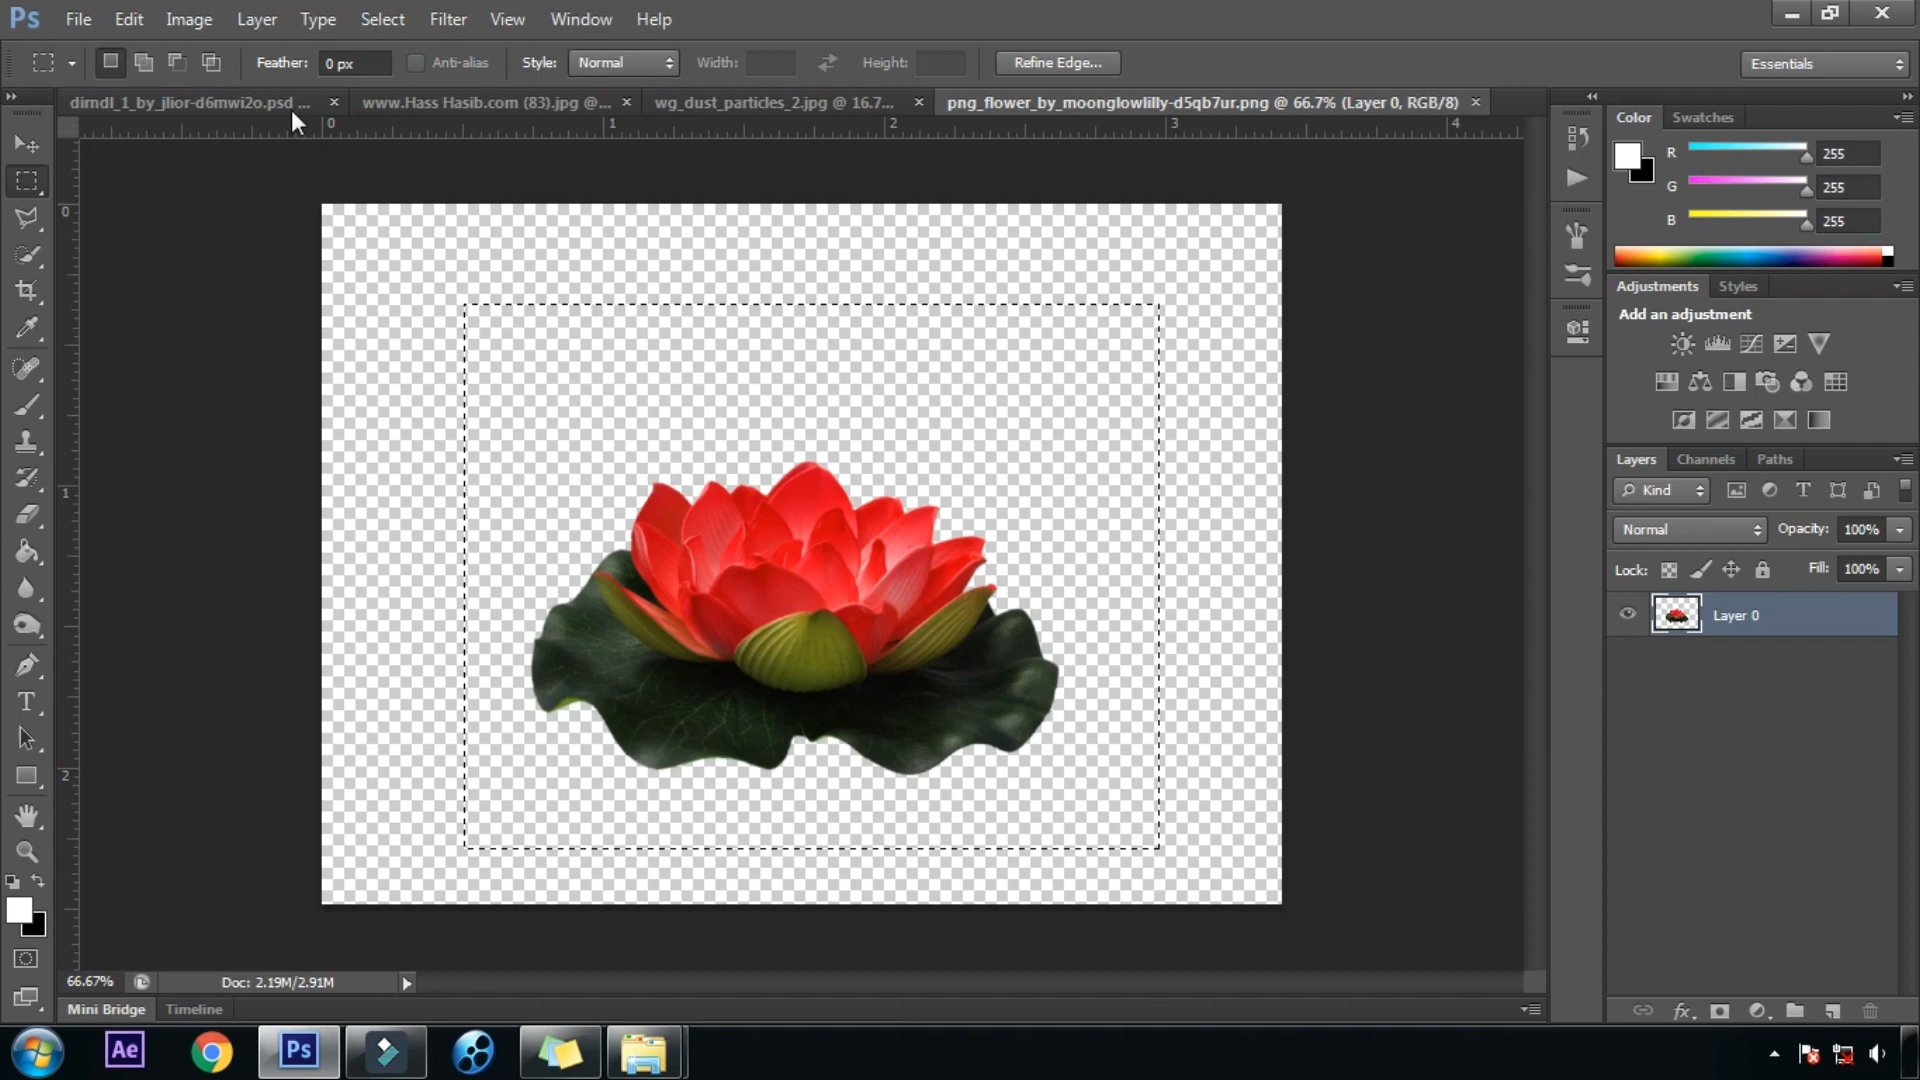 Ps File Edit Image Layer Type Select Filter View Window Help
Feather: 0 px Anti-alias Style: Normal Width: Height: Refine Edge... Essentials
dirndl_1_by_jlior-d6mwi2o.psd ... × www.Hass Hasib.com (83).jpg @... × wg_dust_particles_2.jpg @ 16.7... × png_flower_by_moonglowlilly-d5qb7ur.png @ 66.7% (Layer 0, RGB/8) ×
0 1 2 3 4
0
1
2
Color Swatches
R 255
G 255
B 255
Adjustments Styles
Add an adjustment
Layers Channels Paths
Kind
Normal Opacity: 100%
Lock: Fill: 100%
Layer 0
T
66.67% Doc: 2.19M/2.91M
Mini Bridge Timeline
fx
Ae Ps